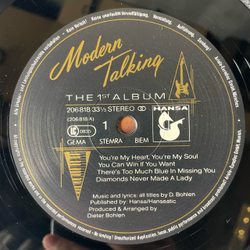 Modern
Talking
THE 1ST ALBUM
206 818 33⅓ STEREO
(206 818 A)
HANSA
LC 0835
1
GEMA STEMRA BIEM
You're My Heart, You're My Soul
You Can Win If You Want
There's Too Much Blue In Missing You
Diamonds Never Made A Lady
Music and lyric: all titles by D. Bohlen
Published by: Hansa/Hanseatic
Produced & Arranged by
Dieter Bohlen